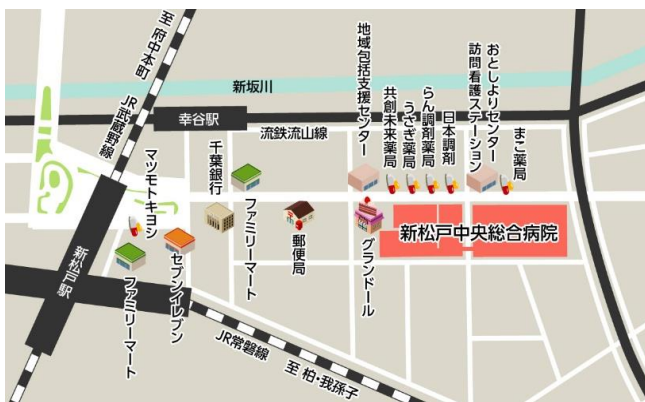 至 府中本町
JR武蔵野線
新坂川
幸谷駅
流鉄流山線
地域包括支援センター
共創未来薬局
うさぎ薬局
らん調剤薬局
日本調剤
訪問看護ステーション
おとしよりセンター
まこ薬局
マツモトキヨシ
千葉銀行
ファミリーマート
郵便局
グランドール
新松戸中央総合病院
新松戸駅
ファミリーマート
セブンイレブン
JR常磐線
至 柏・我孫子